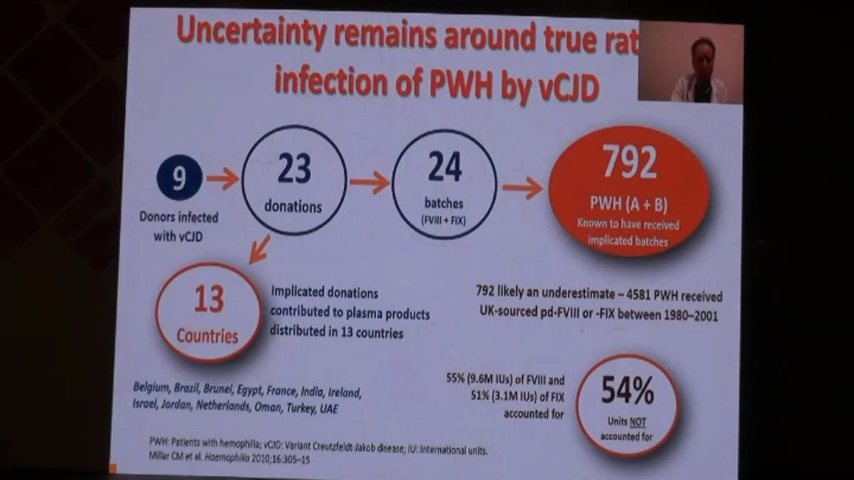 Uncertainty remains around true rat
infection of PWH by vCJD
9
Donors infected
with vCJD
23
donations
24
batches
(FVIII + FIX)
792
PWH (A + B)
Known to have received
implicated batches
13
Countries
Implicated donations
contributed to plasma products
distributed in 13 countries
792 likely an underestimate – 4581 PWH received
UK-sourced pd-FVIII or -FIX between 1980–2001
Belgium, Brazil, Brunei, Egypt, France, India, Ireland,
Israel, Jordan, Netherlands, Oman, Turkey, UAE
55% (9.6M IUs) of FVIII and
51% (3.1M IUs) of FIX
accounted for
54%
Units NOT
accounted for
PWH: Patients with hemophilia; vCJD: Variant Creutzfeldt-Jakob disease; IU: International units.
Millar CM et al. Haemophilia 2010;16:305–15